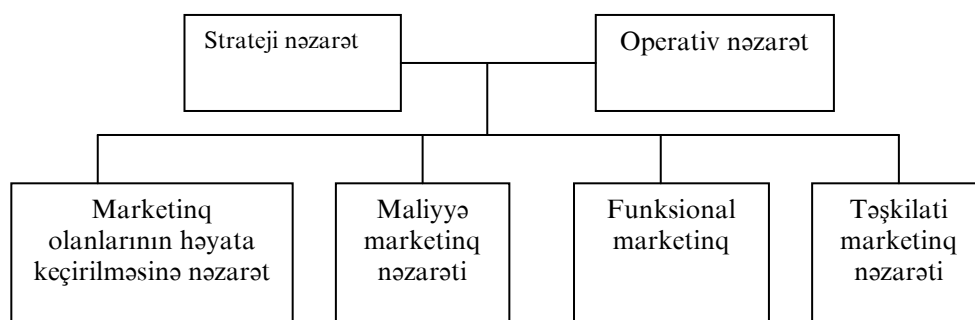 Strateji nəzarət
Operativ nəzarət
Marketinq
olanlarının həyata
keçirilməsinə nəzarət
Maliyyə
marketinq
nəzarəti
Funksional
marketinq
Təşkilati
marketinq
nəzarəti